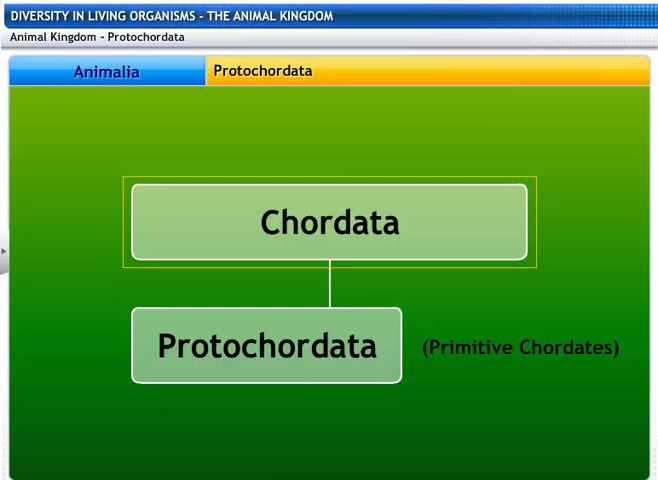 DIVERSITY IN LIVING ORGANISMS - THE ANIMAL KINGDOM
Animal Kingdom - Protochordata
Animalia
Protochordata
Chordata
Protochordata
(Primitive Chordates)